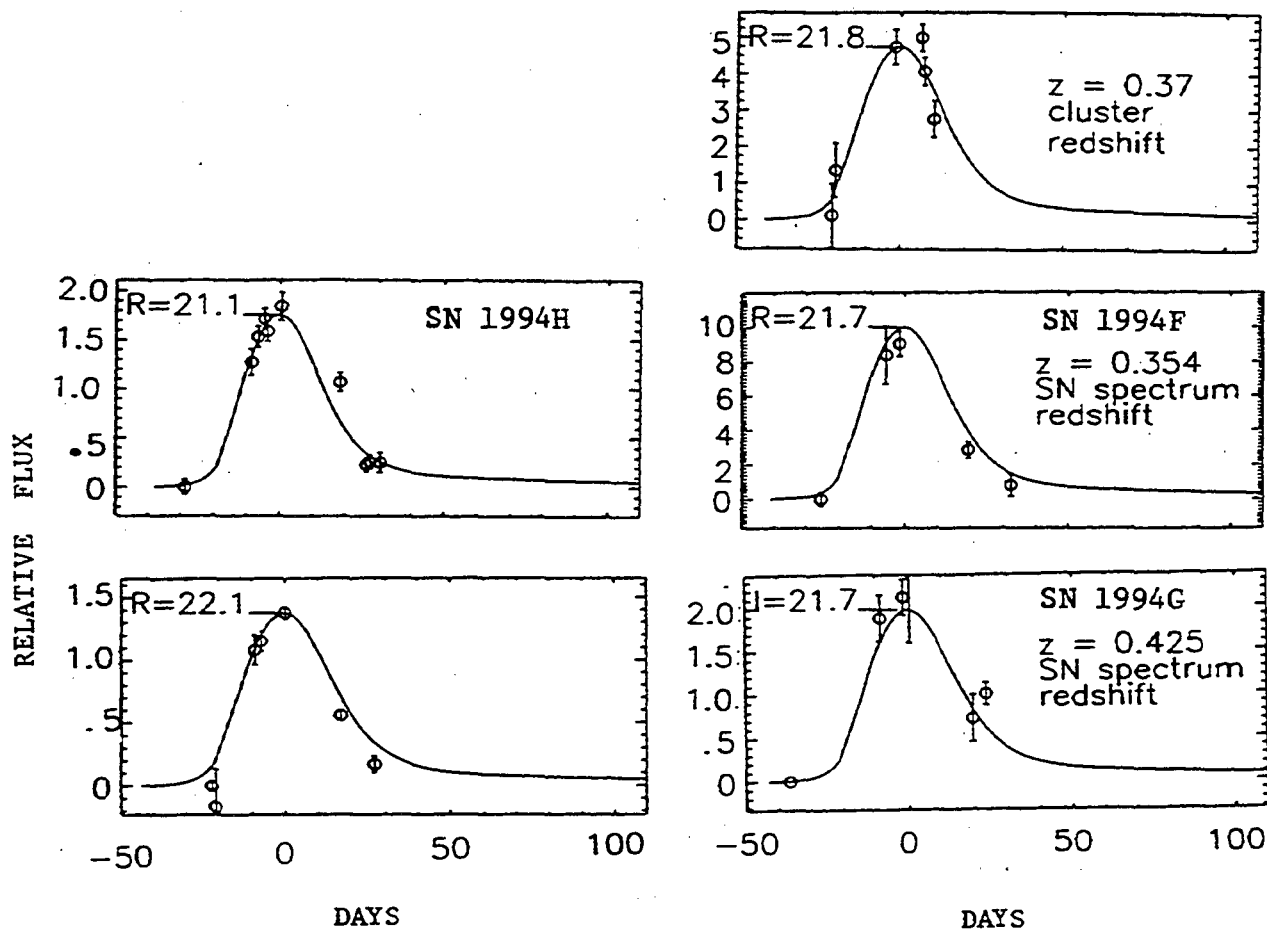 R=21.8
z = 0.37
cluster
redshift
5
4
3
2
1
0
R=21.1
SN 1994H
2.0
1.5
1.0
.5
0
R=21.7
SN 1994F
z = 0.354
SN spectrum
redshift
10
8
6
4
2
0
R=22.1
1.5
1.0
.5
0
-50
0
50
100
DAYS
I=21.7
SN 1994G
z = 0.425
SN spectrum
redshift
2.0
1.5
1.0
.5
0
-50
0
50
100
DAYS
RELATIVE FLUX